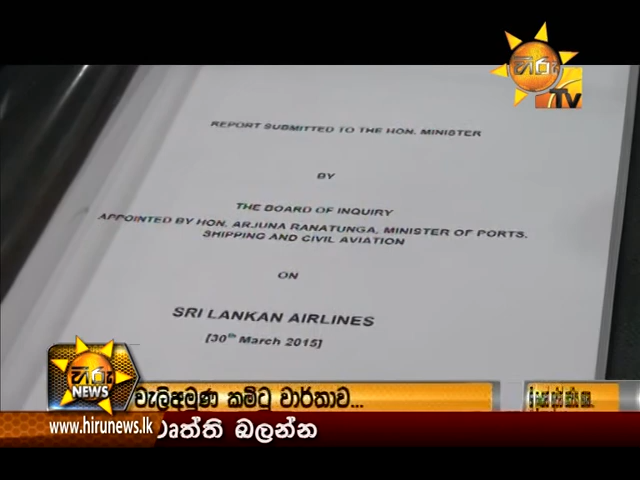 හිරු
TV
REPORT SUBMITTED TO THE HON. MINISTER
BY
THE BOARD OF INQUIRY
APPOINTED BY HON. ARJUNA RANATUNGA, MINISTER OF PORTS,
SHIPPING AND CIVIL AVIATION
ON
SRI LANKAN AIRLINES
[30th March 2015]
හිරු
NEWS
වැලිඅමුණ කමිටු වාර්තාව...
www.hirunews.lk
වෘත්ති බලන්න